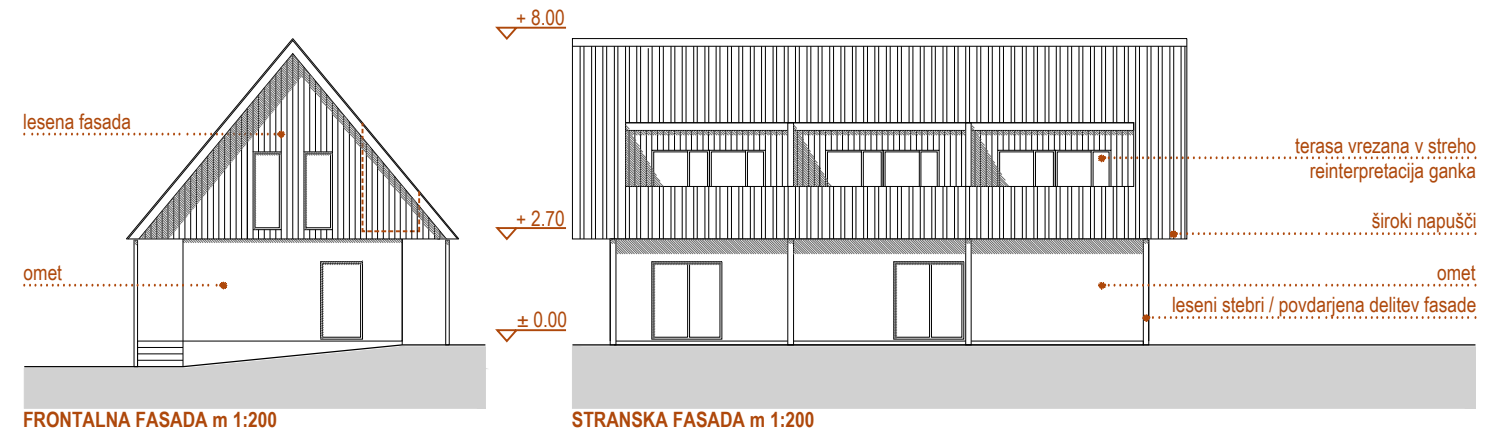 + 8.00
lesena fasada
terasa vrezana v streho
reinterpretacija ganka
+ 2.70
široki napušči
omet
omet
leseni stebri / povdarjena delitev fasade
± 0.00
FRONTALNA FASADA m 1:200
STRANSKA FASADA m 1:200